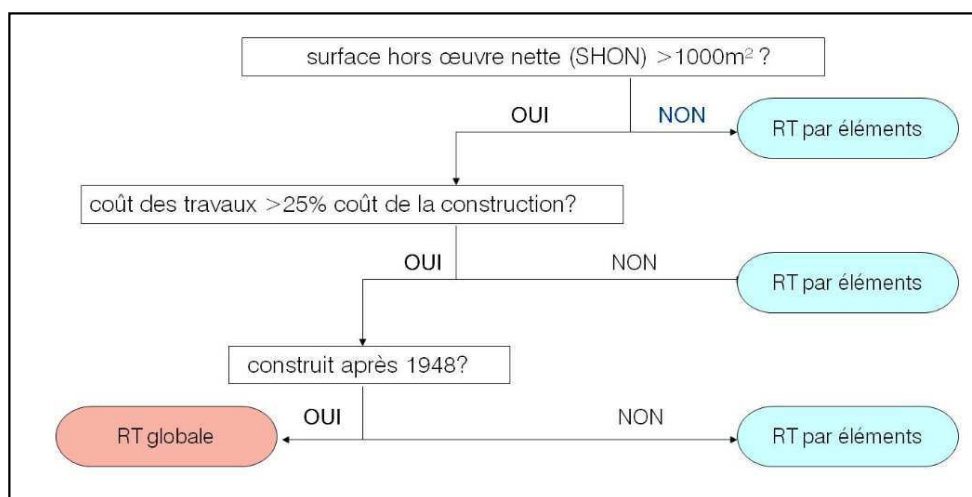 surface hors œuvre nette (SHON) >1000m² ?
OUI
NON
RT par éléments
coût des travaux >25% coût de la construction?
OUI
NON
RT par éléments
construit après 1948?
RT globale
OUI
NON
RT par éléments